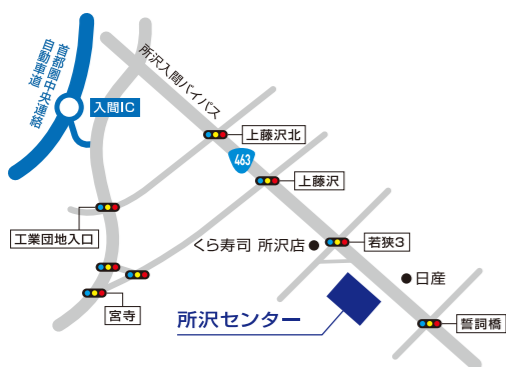 首都圏中央連絡
自動車道
入間IC
所沢入間バイパス
上藤沢北
463
上藤沢
工業団地入口
くら寿司 所沢店
若狭3
日産
宮寺
所沢センター
誓詞橋